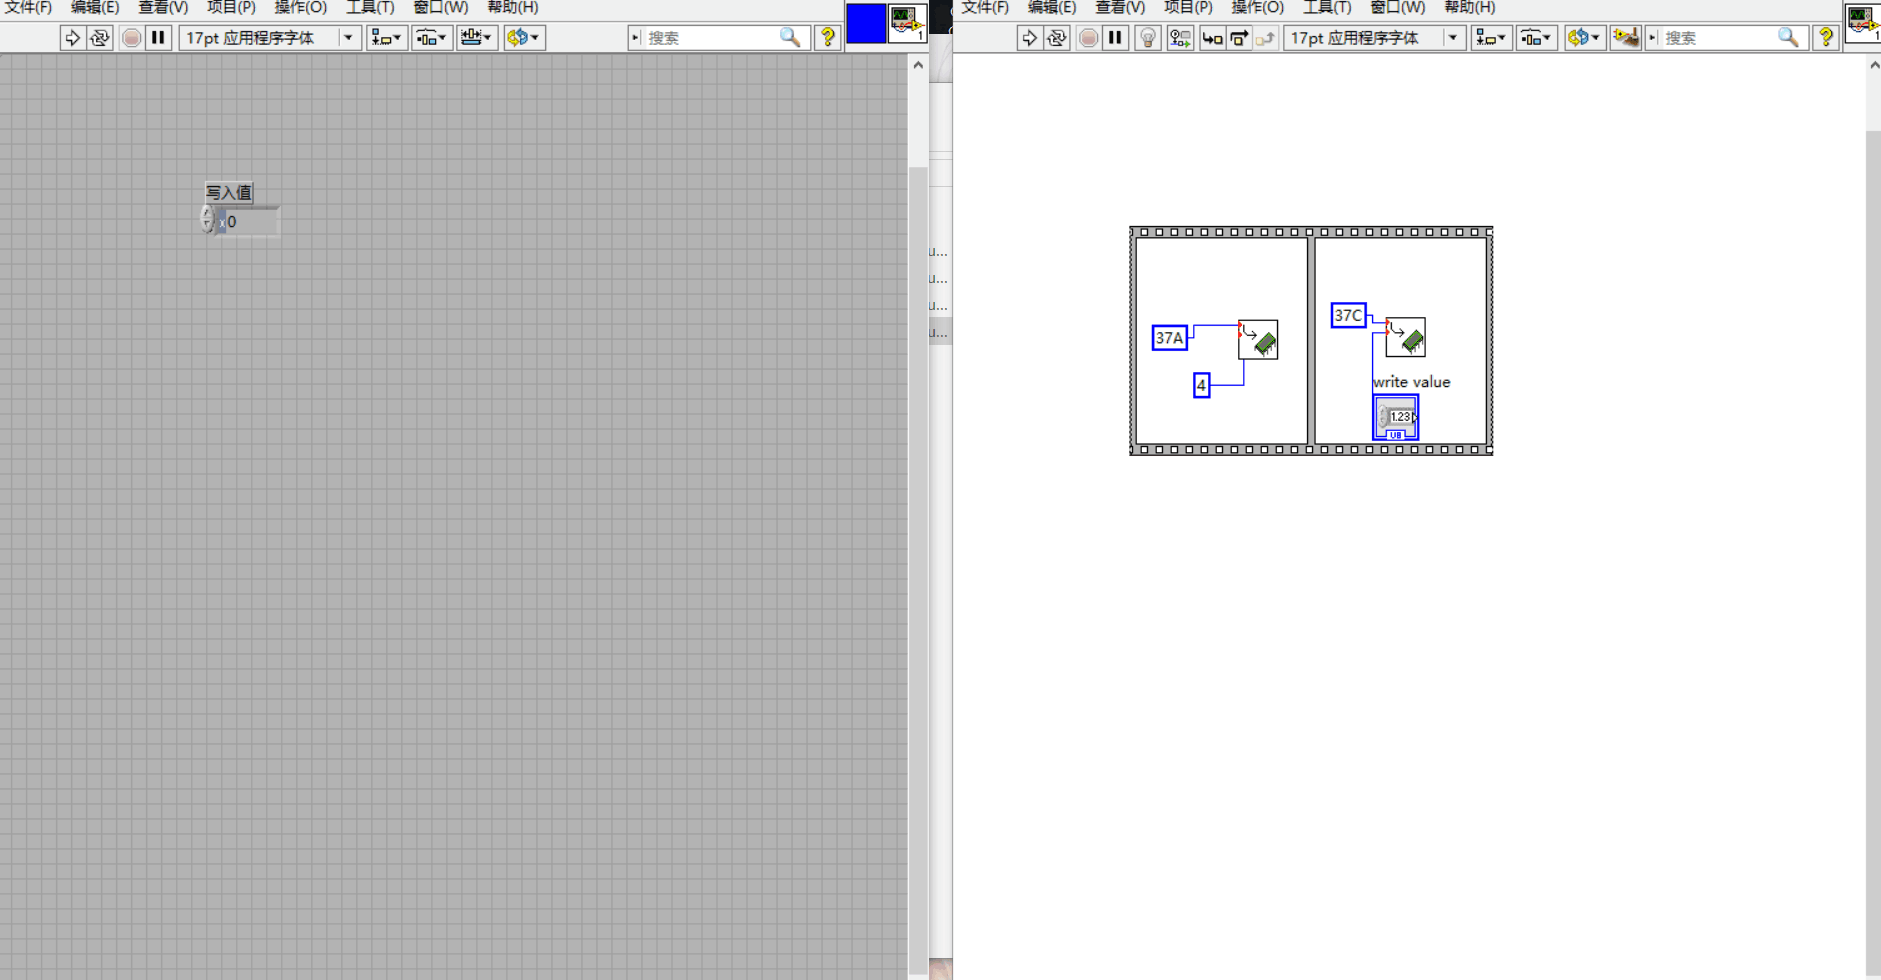 文件(F) 编辑(E) 查看(V) 项目(P) 操作(O) 工具(T) 窗口(W) 帮助(H)
17pt 应用程序字体 搜索 ? 1
写入值
x 0
u...
u...
u...
u...
文件(F) 编辑(E) 查看(V) 项目(P) 操作(O) 工具(T) 窗口(W) 帮助(H)
17pt 应用程序字体 搜索 ? 1
37A
4
37C
write value
1.23
U8